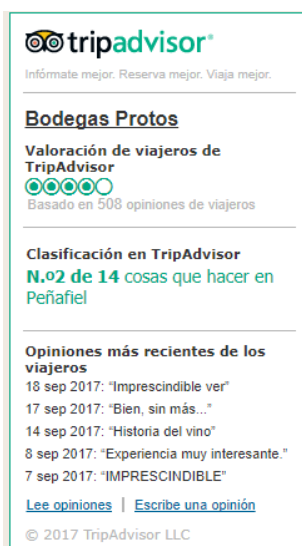 tripadvisor®
Infórmate mejor. Reserva mejor. Viaja mejor.
Bodegas Protos
Valoración de viajeros de
TripAdvisor
Basado en 508 opiniones de viajeros
Clasificación en TripAdvisor
N.º2 de 14 cosas que hacer en
Peñafiel
Opiniones más recientes de los
viajeros
18 sep 2017: “Imprescindible ver”
17 sep 2017: “Bien, sin más...”
14 sep 2017: “Historia del vino”
8 sep 2017: “Experiencia muy interesante.”
7 sep 2017: “IMPRESCINDIBLE”
Lee opiniones | Escribe una opinión
© 2017 TripAdvisor LLC